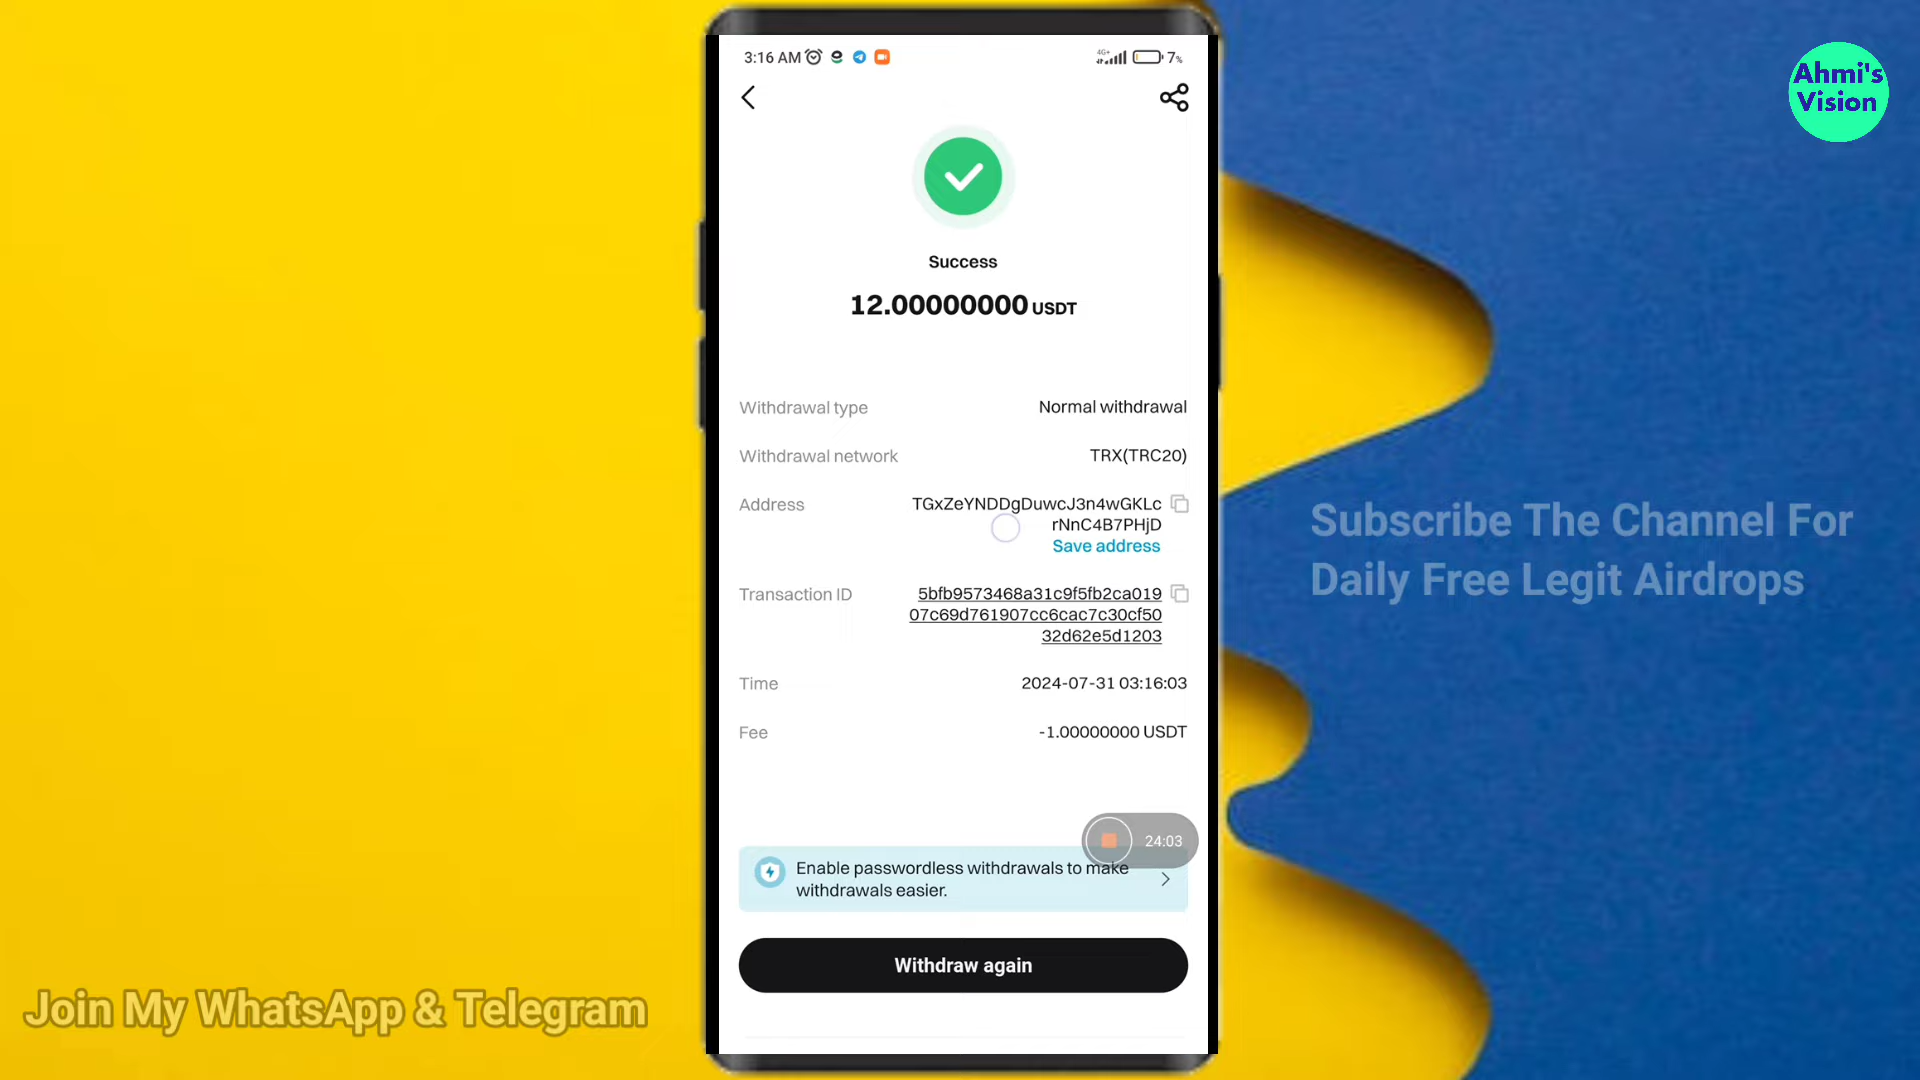 3:16 AM
4G+
7%
Ahmi's
Vision
Success
12.00000000 USDT
Withdrawal type
Normal withdrawal
Withdrawal network
TRX(TRC20)
Address
TGxZeYNDDgDuwcJ3n4wGKLc
rNnC4B7PHjD
Save address
Transaction ID
5bfb9573468a31c9f5fb2ca019
07c69d761907cc6cac7c30cf50
32d62e5d1203
Time
2024-07-31 03:16:03
Fee
-1.00000000 USDT
24:03
Enable passwordless withdrawals to make
withdrawals easier.
Withdraw again
Subscribe The Channel For
Daily Free Legit Airdrops
Join My WhatsApp & Telegram